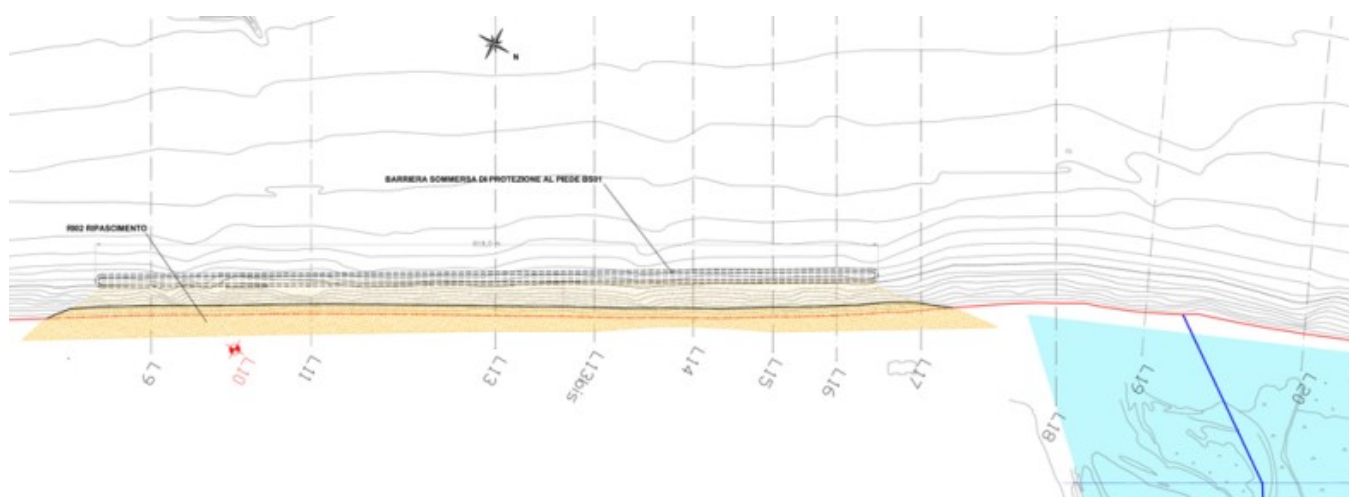 N
BARRIERA SOMMERSA DI PROTEZIONE AL PIEDE BS01
RI02 RIPASCIMENTO
L9
L10
L11
L13
L13bis
L14
L15
L16
L17
L18
L19
L20